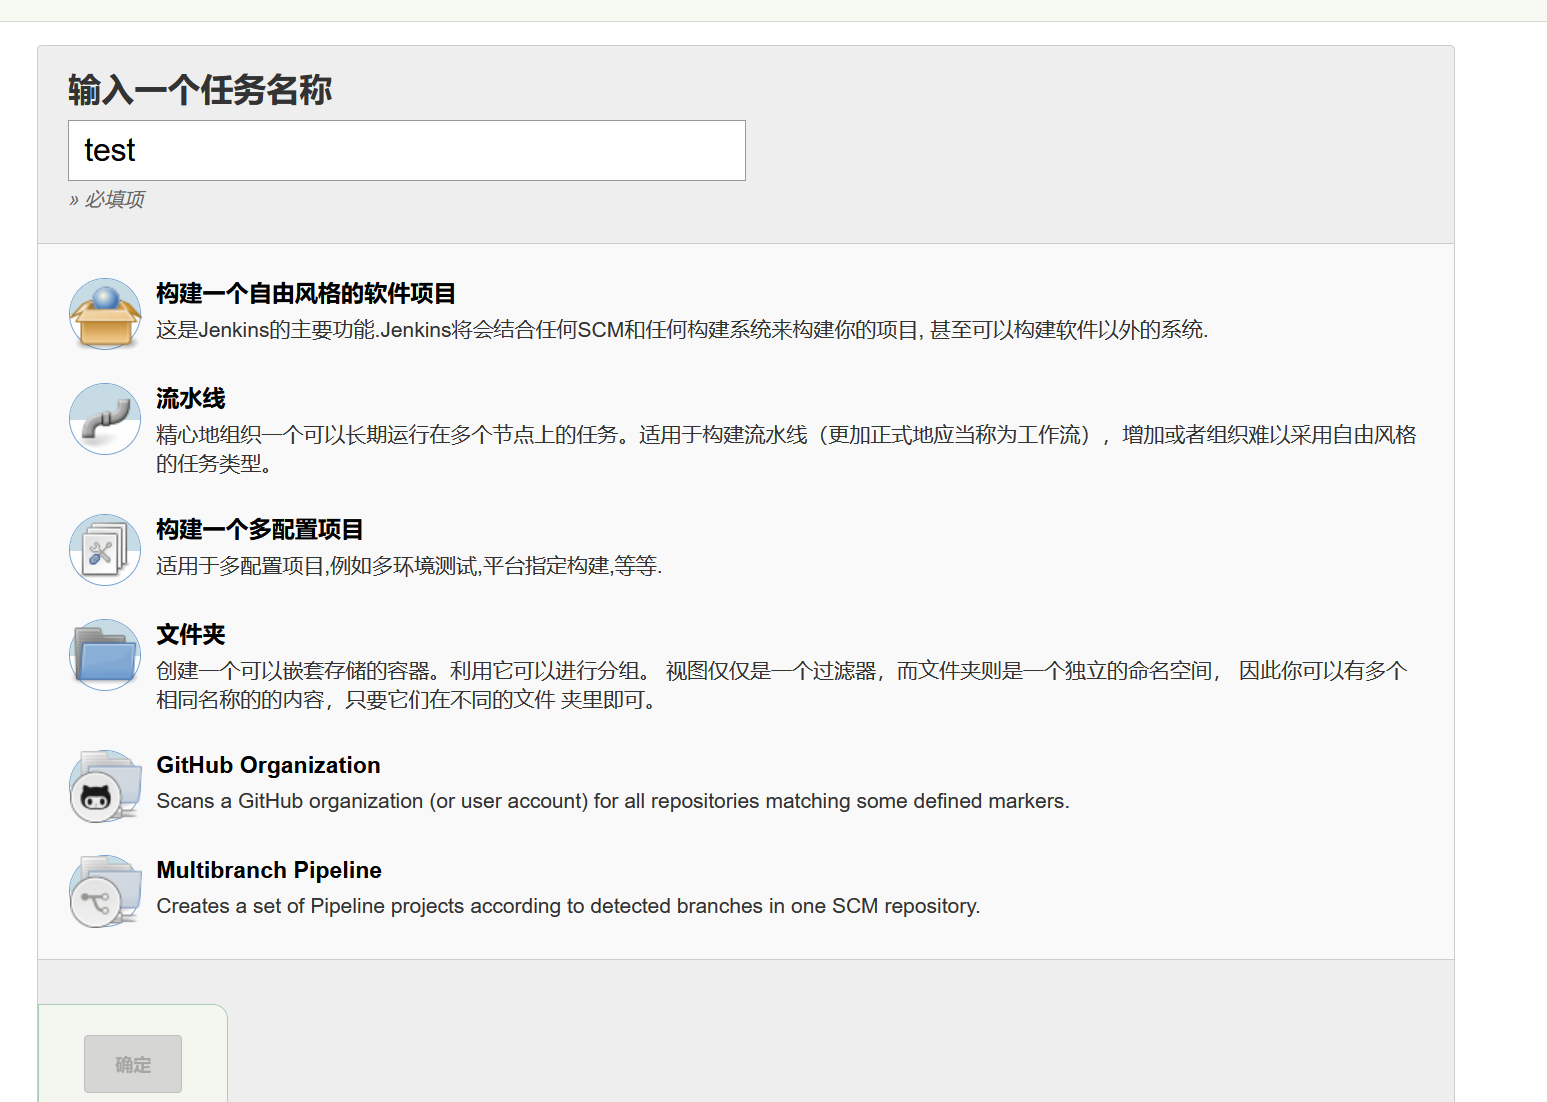 输入一个任务名称
test
» 必填项
构建一个自由风格的软件项目
这是Jenkins的主要功能.Jenkins将会结合任何SCM和任何构建系统来构建你的项目, 甚至可以构建软件以外的系统.
流水线
精心地组织一个可以长期运行在多个节点上的任务。适用于构建流水线（更加正式地应当称为工作流），增加或者组织难以采用自由风格
的任务类型。
构建一个多配置项目
适用于多配置项目,例如多环境测试,平台指定构建,等等.
文件夹
创建一个可以嵌套存储的容器。利用它可以进行分组。 视图仅仅是一个过滤器，而文件夹则是一个独立的命名空间， 因此你可以有多个
相同名称的的内容，只要它们在不同的文件 夹里即可。
GitHub Organization
Scans a GitHub organization (or user account) for all repositories matching some defined markers.
Multibranch Pipeline
Creates a set of Pipeline projects according to detected branches in one SCM repository.
确定